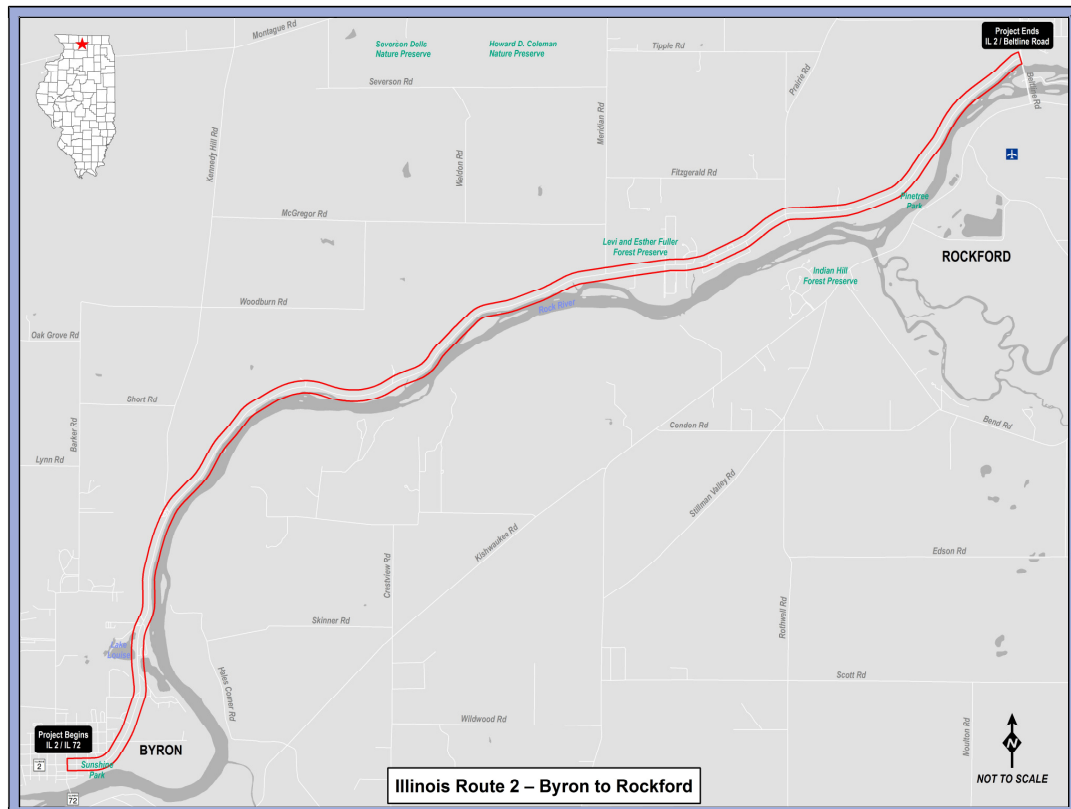 Project Ends
IL 2 / Beltline Road
Montague Rd
Severson Dells
Nature Preserve
Howard D. Coleman
Nature Preserve
Tipple Rd
Prairie Rd
Beltline Rd
Severson Rd
Kennedy Hill Rd
Weldon Rd
Meridian Rd
Fitzgerald Rd
McGregor Rd
Pinetree
Park
Levi and Esther Fuller
Forest Preserve
ROCKFORD
Indian Hill
Forest Preserve
Woodburn Rd
Rock River
Oak Grove Rd
Short Rd
Barker Rd
Lynn Rd
Condon Rd
Bend Rd
Stillman Valley Rd
Kishwaukee Rd
Crestview Rd
Edson Rd
Rothwell Rd
Skinner Rd
Lake
Louise
Hales Corner Rd
Scott Rd
Wildwood Rd
Moulton Rd
Project Begins
IL 2 / IL 72
BYRON
2
Sunshine
Park
72
N
NOT TO SCALE
Illinois Route 2 – Byron to Rockford